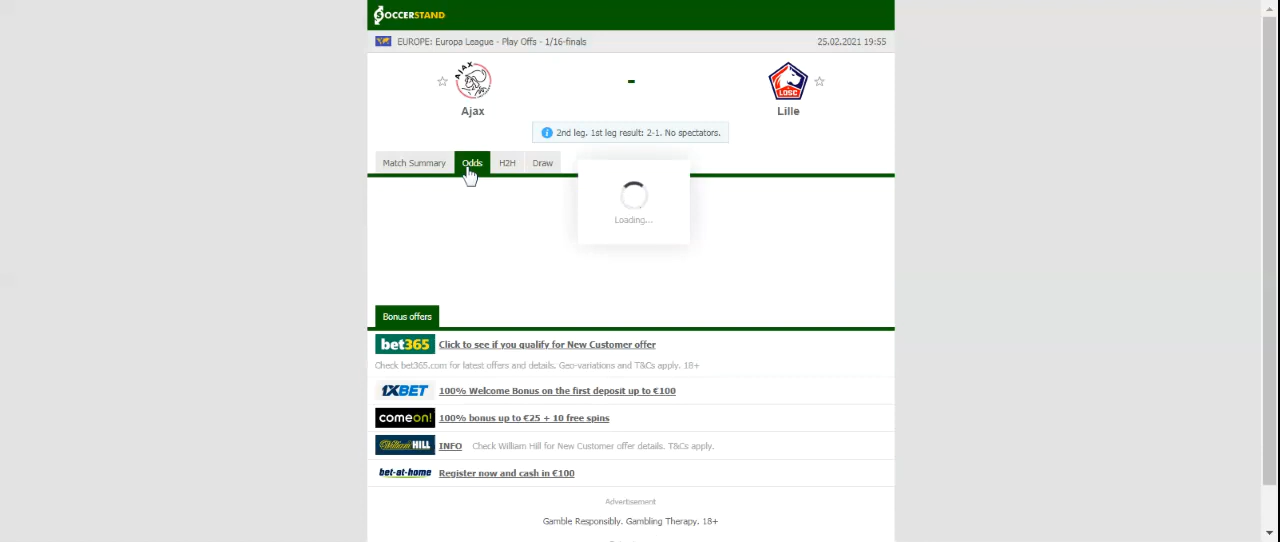 SOCCERSTAND
EUROPE: Europa League - Play Offs - 1/16-finals 25.02.2021 19:55
AJAX
LOSC
-
Ajax Lille
2nd leg. 1st leg result: 2-1. No spectators.
Match Summary Odds H2H Draw
Loading...
Bonus offers
bet365 Click to see if you qualify for New Customer offer
Check bet365.com for latest offers and details. Geo-variations and T&Cs apply. 18+
1XBET 100% Welcome Bonus on the first deposit up to €100
comeon! 100% bonus up to €25 + 10 free spins
William HILL INFO Check William Hill for New Customer offer details. T&Cs apply.
bet-at-home Register now and cash in €100
Advertisement
Gamble Responsibly. Gambling Therapy. 18+